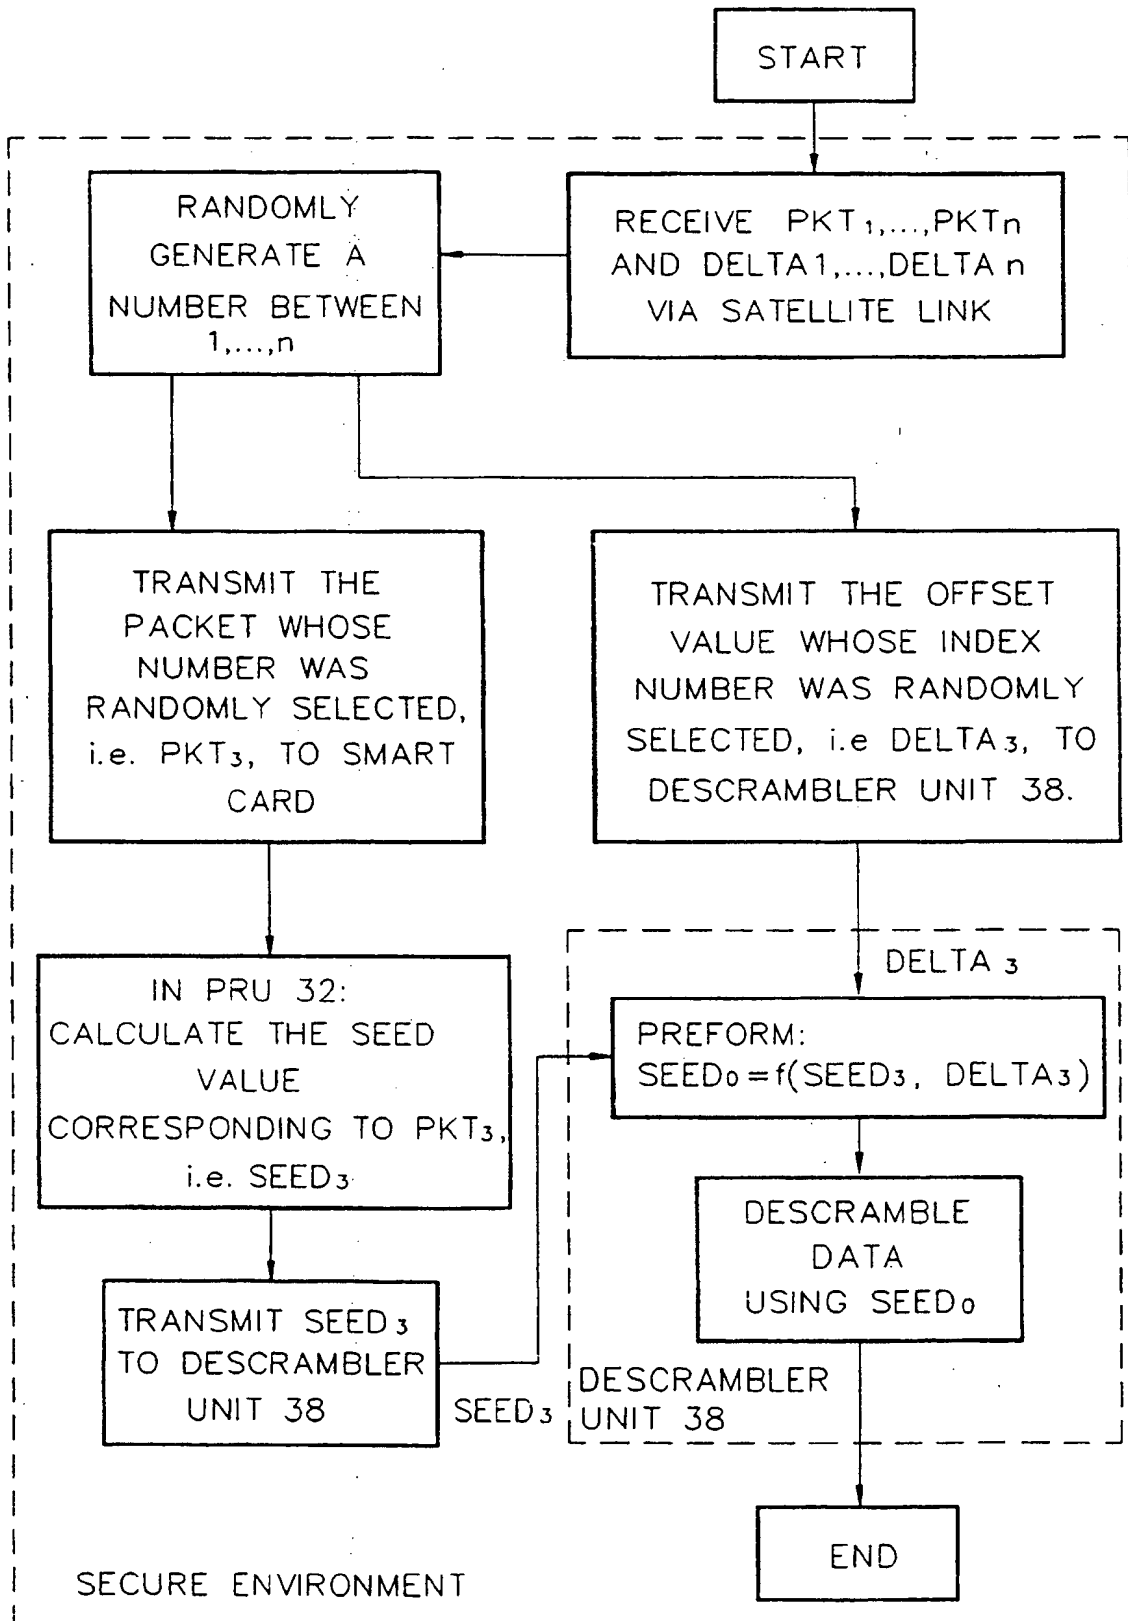 START
RECEIVE PKT₁,...,PKTn
AND DELTA1,...,DELTA n
VIA SATELLITE LINK
RANDOMLY
GENERATE A
NUMBER BETWEEN
1,...,n
TRANSMIT THE
PACKET WHOSE
NUMBER WAS
RANDOMLY SELECTED,
i.e. PKT₃, TO SMART
CARD
TRANSMIT THE OFFSET
VALUE WHOSE INDEX
NUMBER WAS RANDOMLY
SELECTED, i.e DELTA₃, TO
DESCRAMBLER UNIT 38.
IN PRU 32:
CALCULATE THE SEED
VALUE
CORRESPONDING TO PKT₃,
i.e. SEED₃
TRANSMIT SEED₃
TO DESCRAMBLER
UNIT 38
SEED₃
DELTA ₃
PREFORM:
SEED₀=f(SEED₃, DELTA₃)
DESCRAMBLE
DATA
USING SEED₀
DESCRAMBLER
UNIT 38
END
SECURE ENVIRONMENT